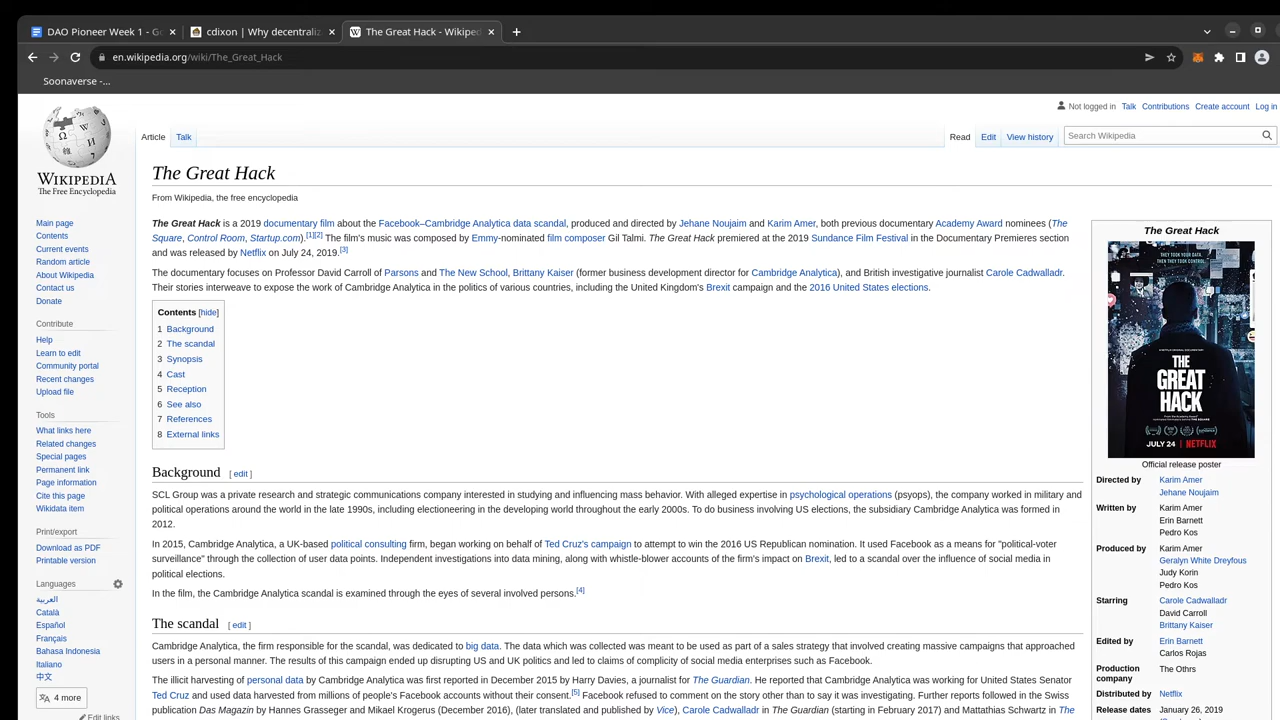 DAO Pioneer Week 1 - Go
cdixon | Why decentraliz
The Great Hack - Wikiped
en.wikipedia.org/wiki/The_Great_Hack
Soonaverse -...
Not logged in Talk Contributions Create account Log in
Article Talk
Read Edit View history
Search Wikipedia
WIKIPEDIA
The Free Encyclopedia
Main page
Contents
Current events
Random article
About Wikipedia
Contact us
Donate
Contribute
Help
Learn to edit
Community portal
Recent changes
Upload file
Tools
What links here
Related changes
Special pages
Permanent link
Page information
Cite this page
Wikidata item
Print/export
Download as PDF
Printable version
Languages
العربية
Català
Español
Français
Bahasa Indonesia
Italiano
中文
4 more
Edit links
The Great Hack
From Wikipedia, the free encyclopedia
The Great Hack is a 2019 documentary film about the Facebook–Cambridge Analytica data scandal, produced and directed by Jehane Noujaim and Karim Amer, both previous documentary Academy Award nominees (The
Square, Control Room, Startup.com).[1][2] The film's music was composed by Emmy-nominated film composer Gil Talmi. The Great Hack premiered at the 2019 Sundance Film Festival in the Documentary Premieres section
and was released by Netflix on July 24, 2019.[3]
The documentary focuses on Professor David Carroll of Parsons and The New School, Brittany Kaiser (former business development director for Cambridge Analytica), and British investigative journalist Carole Cadwalladr.
Their stories interweave to expose the work of Cambridge Analytica in the politics of various countries, including the United Kingdom's Brexit campaign and the 2016 United States elections.
Contents [hide]
1 Background
2 The scandal
3 Synopsis
4 Cast
5 Reception
6 See also
7 References
8 External links
Background [ edit ]
SCL Group was a private research and strategic communications company interested in studying and influencing mass behavior. With alleged expertise in psychological operations (psyops), the company worked in military and
political operations around the world in the late 1990s, including electioneering in the developing world throughout the early 2000s. To do business involving US elections, the subsidiary Cambridge Analytica was formed in
2012.
In 2015, Cambridge Analytica, a UK-based political consulting firm, began working on behalf of Ted Cruz's campaign to attempt to win the 2016 US Republican nomination. It used Facebook as a means for "political-voter
surveillance" through the collection of user data points. Independent investigations into data mining, along with whistle-blower accounts of the firm's impact on Brexit, led to a scandal over the influence of social media in
political elections.
In the film, the Cambridge Analytica scandal is examined through the eyes of several involved persons.[4]
The scandal [ edit ]
Cambridge Analytica, the firm responsible for the scandal, was dedicated to big data. The data which was collected was meant to be used as part of a sales strategy that involved creating massive campaigns that approached
users in a personal manner. The results of this campaign ended up disrupting US and UK politics and led to claims of complicity of social media enterprises such as Facebook.
The illicit harvesting of personal data by Cambridge Analytica was first reported in December 2015 by Harry Davies, a journalist for The Guardian. He reported that Cambridge Analytica was working for United States Senator
Ted Cruz and used data harvested from millions of people's Facebook accounts without their consent.[5] Facebook refused to comment on the story other than to say it was investigating. Further reports followed in the Swiss
publication Das Magazin by Hannes Grasseger and Mikael Krogerus (December 2016), (later translated and published by Vice), Carole Cadwalladr in The Guardian (starting in February 2017) and Mattathias Schwartz in The
The Great Hack
THEY TOOK YOUR DATA.
THEN THEY TOOK CONTROL.
THE
GREAT
HACK
JULY 24 | NETFLIX
Official release poster
Directed by Karim Amer
Jehane Noujaim
Written by Karim Amer
Erin Barnett
Pedro Kos
Produced by Karim Amer
Geralyn White Dreyfous
Judy Korin
Pedro Kos
Starring Carole Cadwalladr
David Carroll
Brittany Kaiser
Edited by Erin Barnett
Carlos Rojas
Production company The Othrs
Distributed by Netflix
Release dates January 26, 2019